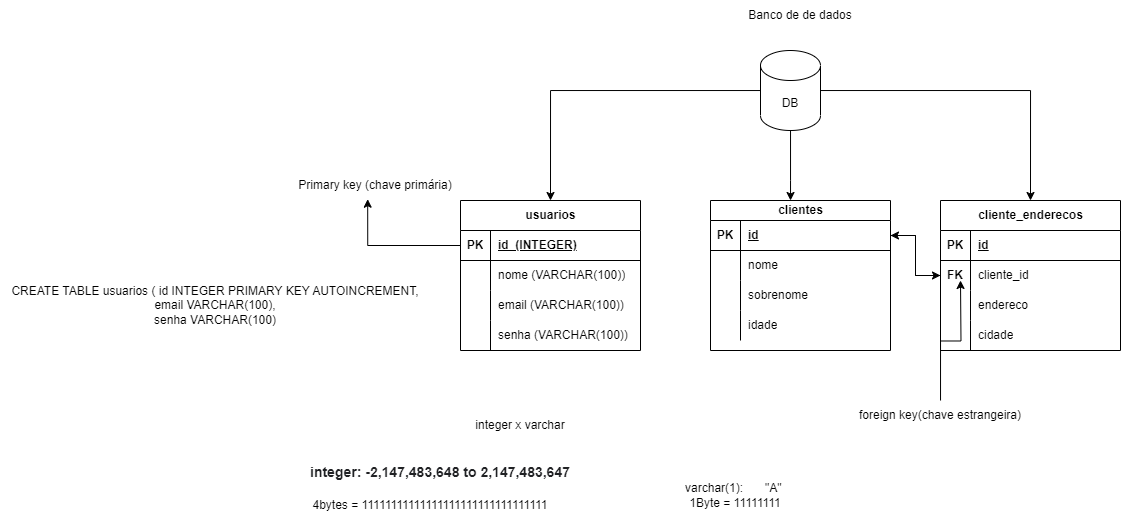 Banco de de dados
DB
Primary key (chave primária)
usuarios
PK id (INTEGER)
nome (VARCHAR(100))
email (VARCHAR(100))
senha (VARCHAR(100))
clientes
PK id
nome
sobrenome
idade
cliente_enderecos
PK id
FK cliente_id
endereco
cidade
CREATE TABLE usuarios ( id INTEGER PRIMARY KEY AUTOINCREMENT,
email VARCHAR(100),
senha VARCHAR(100)
foreign key(chave estrangeira)
integer x varchar
integer: -2,147,483,648 to 2,147,483,647
4bytes = 11111111111111111111111111111111
varchar(1): "A"
1Byte = 11111111